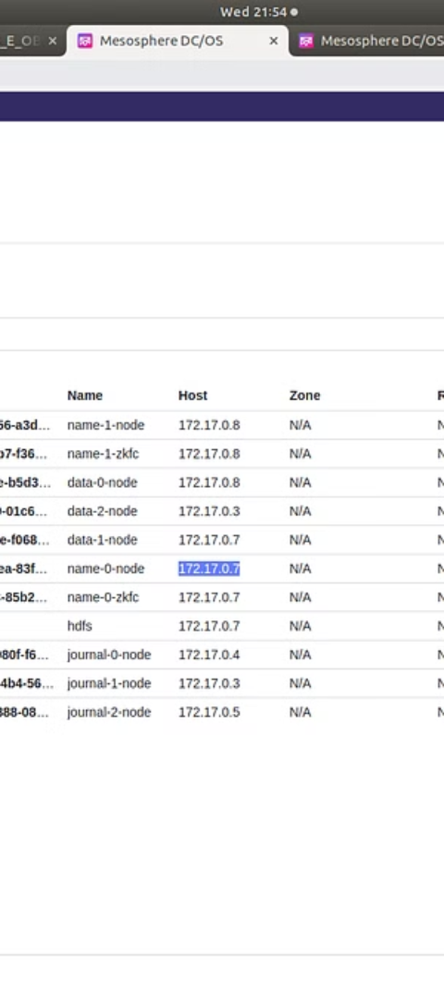 Wed 21:54
_E_OE × Mesosphere DC/OS × Mesosphere DC/OS
Name Host Zone R
56-a3d... name-1-node 172.17.0.8 N/A N
b7-f36... name-1-zkfc 172.17.0.8 N/A N
e-b5d3... data-0-node 172.17.0.8 N/A N
-01c6... data-2-node 172.17.0.3 N/A N
e-f068... data-1-node 172.17.0.7 N/A N
ea-83f... name-0-node 172.17.0.7 N/A N
-85b2... name-0-zkfc 172.17.0.7 N/A N
hdfs 172.17.0.7 N/A N
80f-f6... journal-0-node 172.17.0.4 N/A N
4b4-56... journal-1-node 172.17.0.3 N/A N
388-08... journal-2-node 172.17.0.5 N/A N